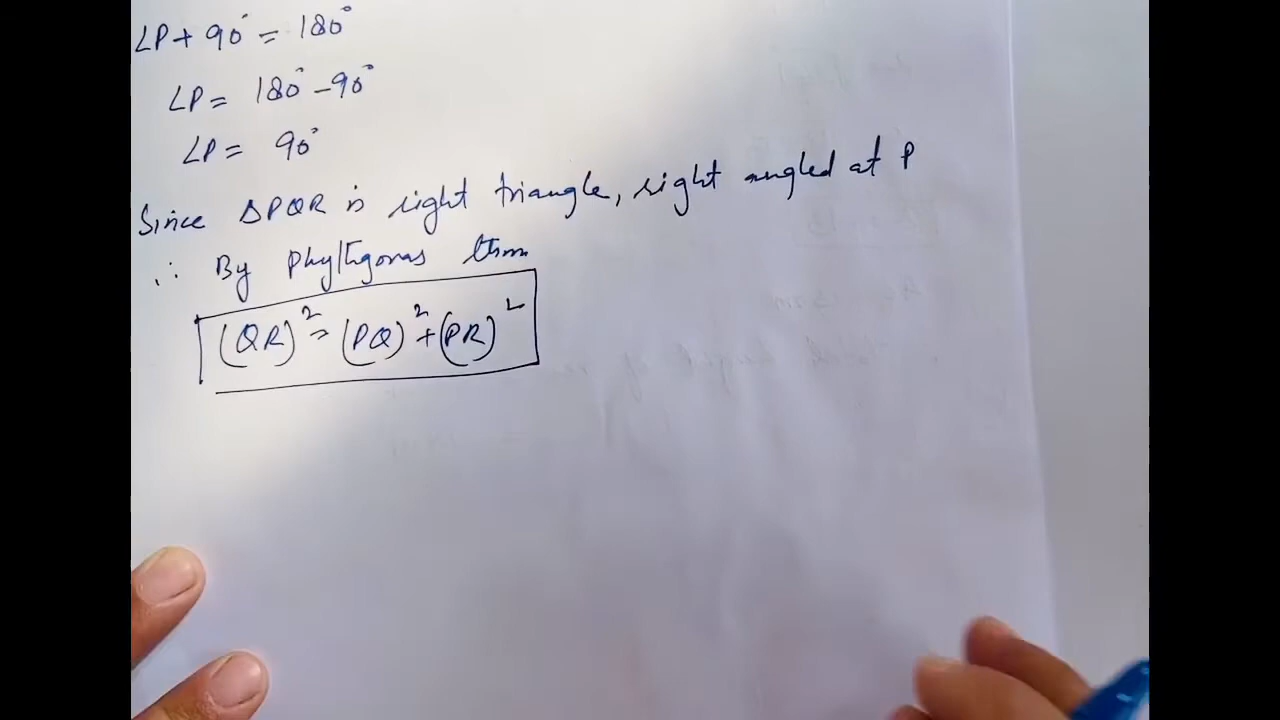 ∠P + 90° = 180°
∠P = 180° - 90°
∠P = 90°
Since ΔPQR is right triangle, right angled at P
∴ By Phythgoras thm
(QR)² = (PQ)² + (PR)²